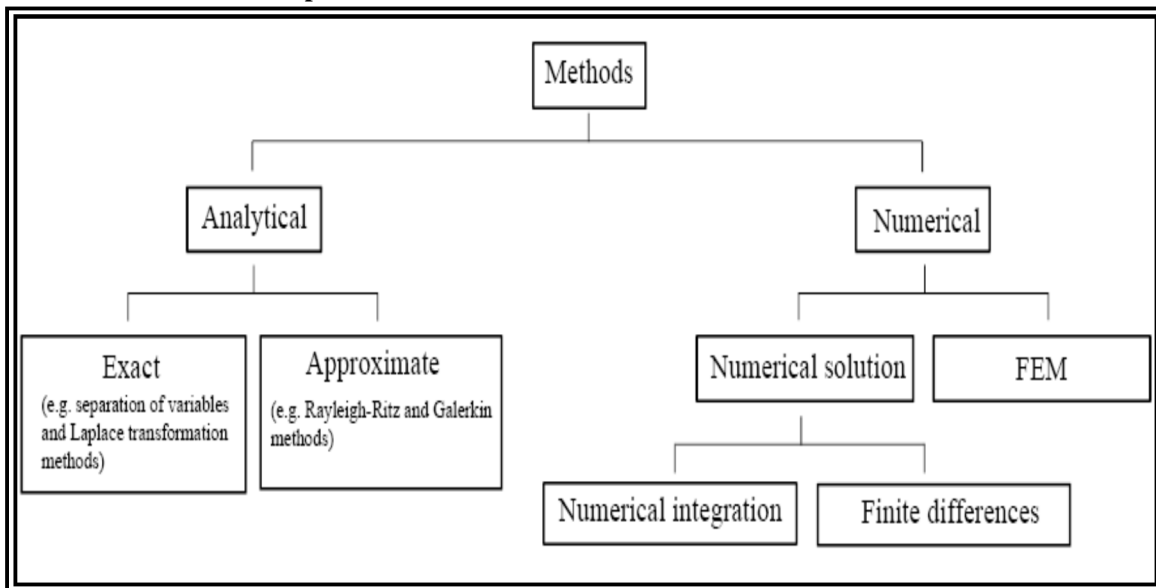 Methods
Analytical
Numerical
Exact
(e.g. separation of variables
and Laplace transformation
methods)
Approximate
(e.g. Rayleigh-Ritz and Galerkin
methods)
Numerical solution
FEM
Numerical integration
Finite differences